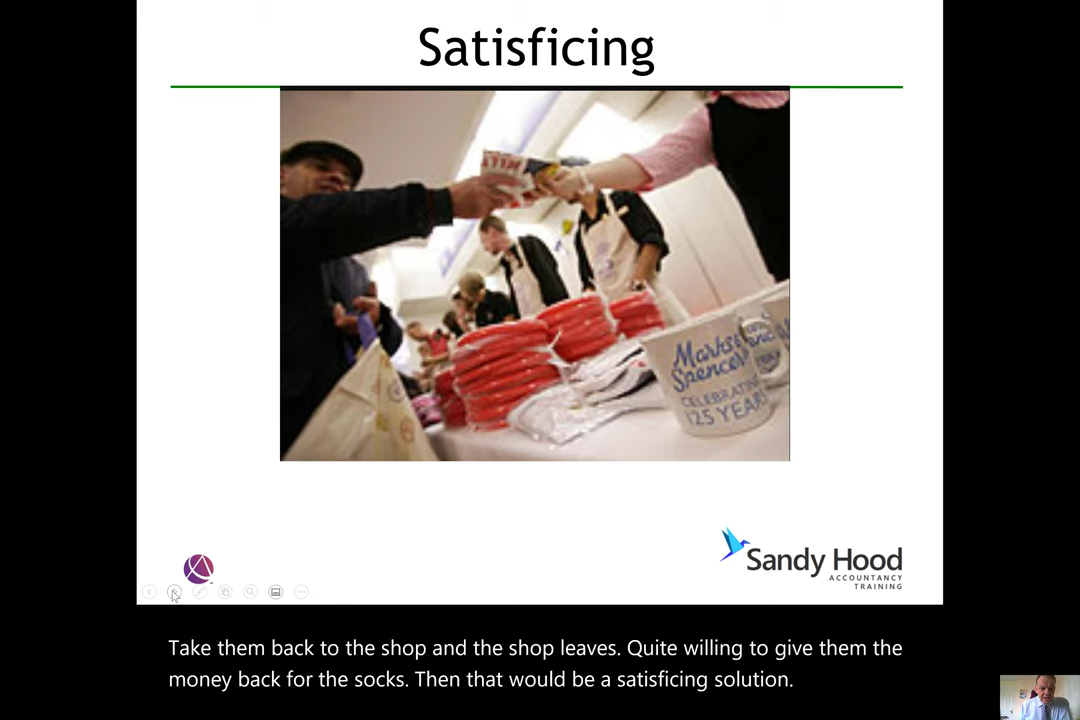 Satisficing
Marks and
Spencer
CELEBRATING
125 YEARS
Sandy Hood
ACCOUNTANCY
TRAINING
Take them back to the shop and the shop leaves. Quite willing to give them the
money back for the socks. Then that would be a satisficing solution.